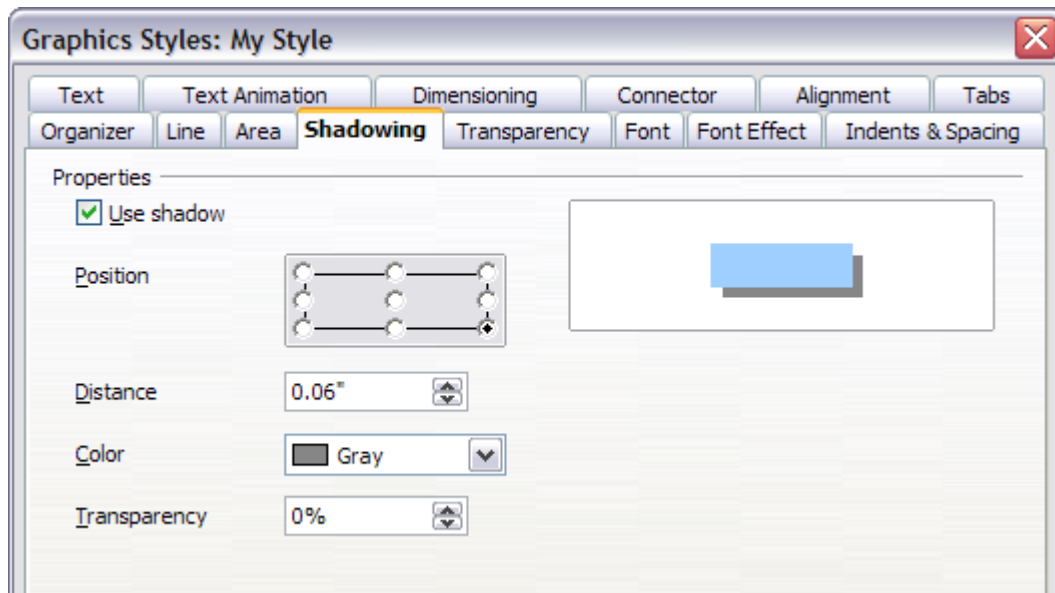 Graphics Styles: My Style
Text Text Animation Dimensioning Connector Alignment Tabs
Organizer Line Area Shadowing Transparency Font Font Effect Indents & Spacing
Properties
Use shadow
Position
Distance 0.06"
Color Gray
Transparency 0%